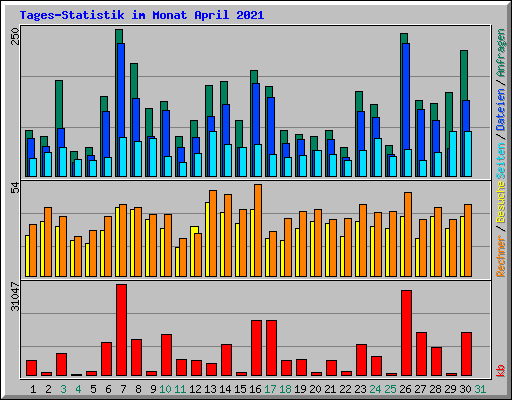 Tages-Statistik im Monat April 2021
250
54
31047
Rechner / Besuche Seiten / Dateien / Anfragen
kb
1 2 3 4 5 6 7 8 9 10 11 12 13 14 15 16 17 18 19 20 21 22 23 24 25 26 27 28 29 30 31